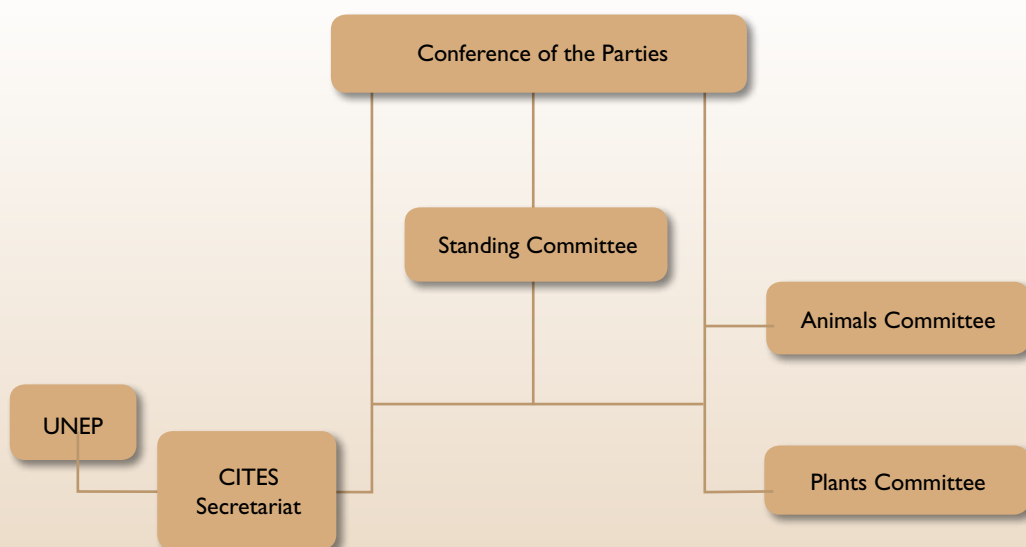 Conference of the Parties
Standing Committee
Animals Committee
UNEP
CITES
Secretariat
Plants Committee